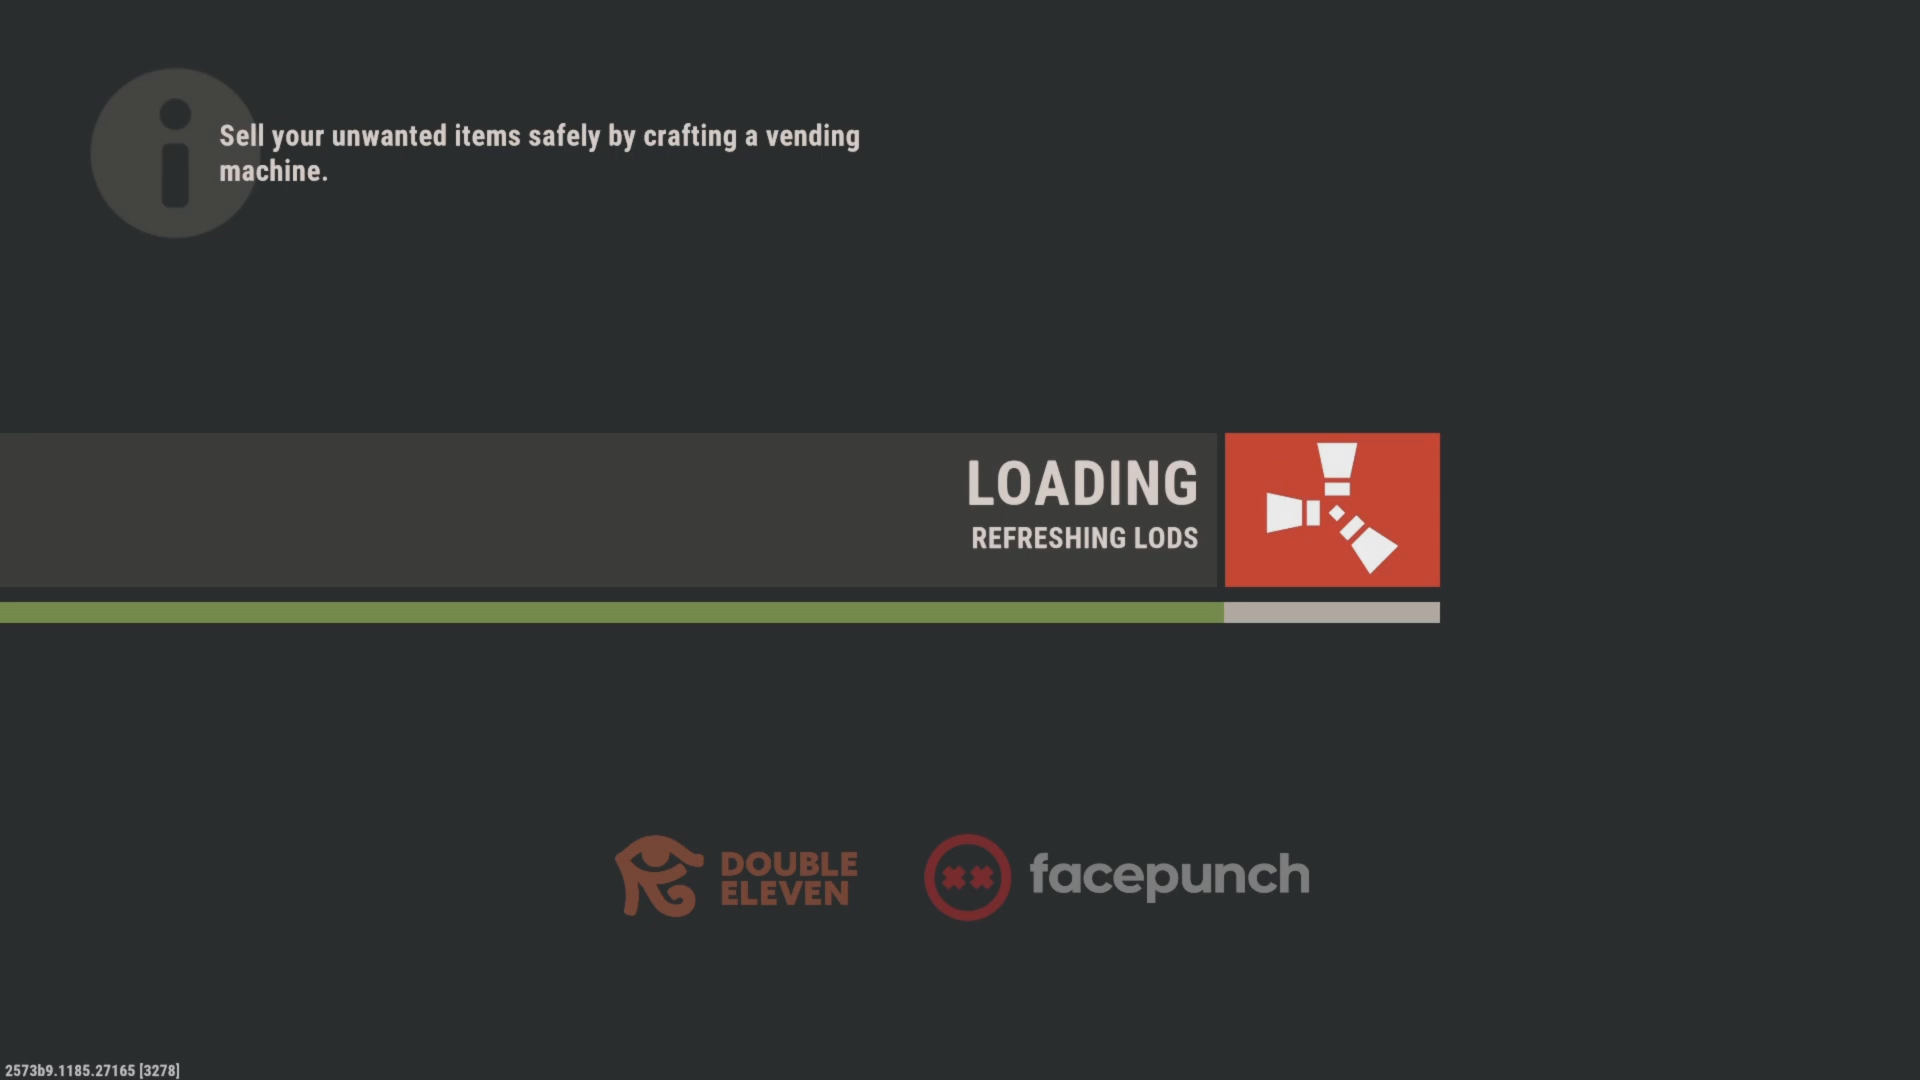 Sell your unwanted items safely by crafting a vending
machine.
LOADING
REFRESHING LODS
DOUBLE
ELEVEN
facepunch
2573b9.1185.27165 [3278]